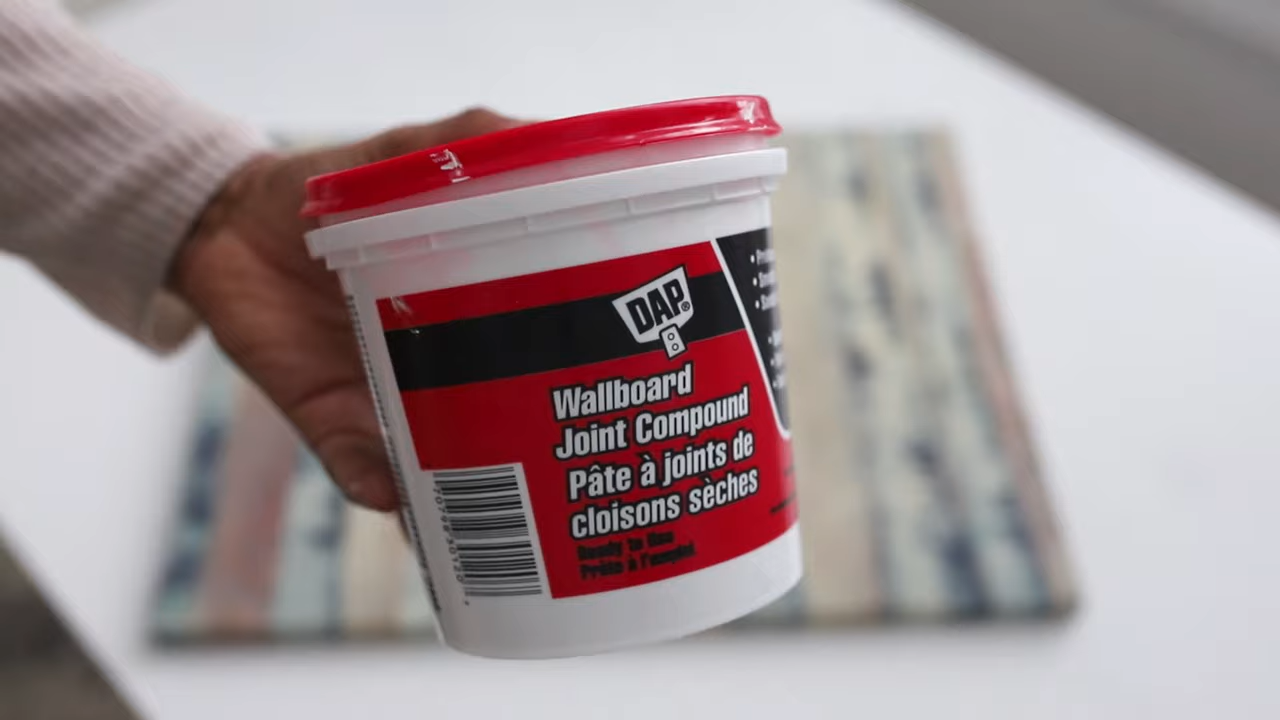 DAP®
Wallboard
Joint Compound
Pâte à joints de
cloisons sèches
Ready to Use
Prête à l'emploi